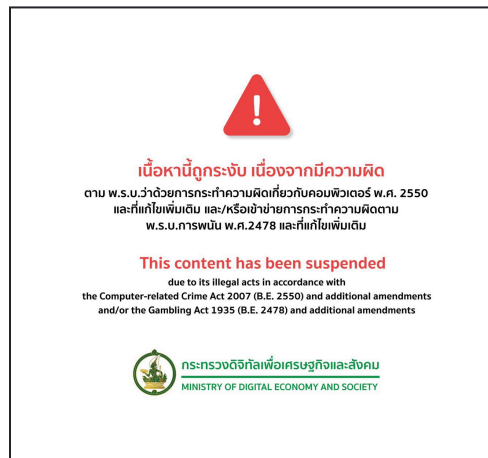 เนื้อหานี้ถูกระงับ เนื่องจากมีความผิด
ตาม พ.ร.บ.ว่าด้วยการกระทำความผิดเกี่ยวกับคอมพิวเตอร์ พ.ศ. 2550
และที่แก้ไขเพิ่มเติม และ/หรือเข้าข่ายการกระทำความผิดตาม
พ.ร.บ.การพนัน พ.ศ.2478 และที่แก้ไขเพิ่มเติม
This content has been suspended
due to its illegal acts in accordance with
the Computer-related Crime Act 2007 (B.E. 2550) and additional amendments
and/or the Gambling Act 1935 (B.E. 2478) and additional amendments
กระทรวงดิจิทัลเพื่อเศรษฐกิจและสังคม
MINISTRY OF DIGITAL ECONOMY AND SOCIETY